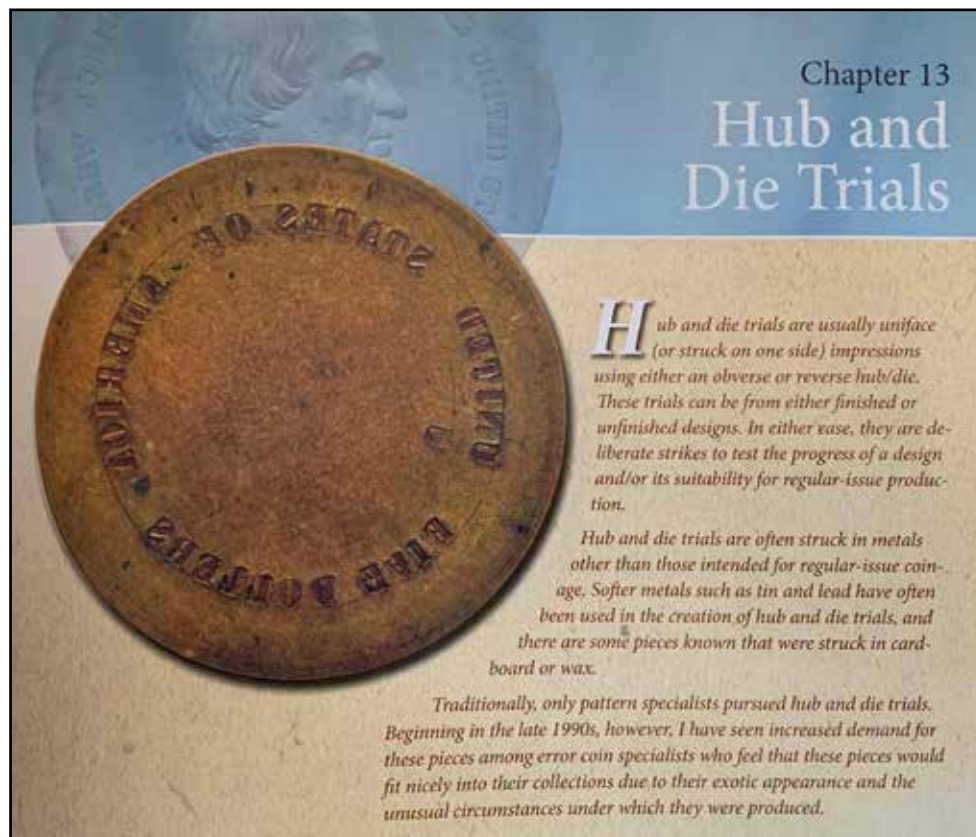 Chapter 13
Hub and
Die Trials
UNITED STATES OF AMERICA.
U
FIVE DOLLARS
Hub and die trials are usually uniface
(or struck on one side) impressions
using either an obverse or reverse hub/die.
These trials can be from either finished or
unfinished designs. In either case, they are de-
liberate strikes to test the progress of a design
and/or its suitability for regular-issue produc-
tion.
Hub and die trials are often struck in metals
other than those intended for regular-issue coin-
age. Softer metals such as tin and lead have often
been used in the creation of hub and die trials, and
there are some pieces known that were struck in card-
board or wax.
Traditionally, only pattern specialists pursued hub and die trials.
Beginning in the late 1990s, however, I have seen increased demand for
these pieces among error coin specialists who feel that these pieces would
fit nicely into their collections due to their exotic appearance and the
unusual circumstances under which they were produced.